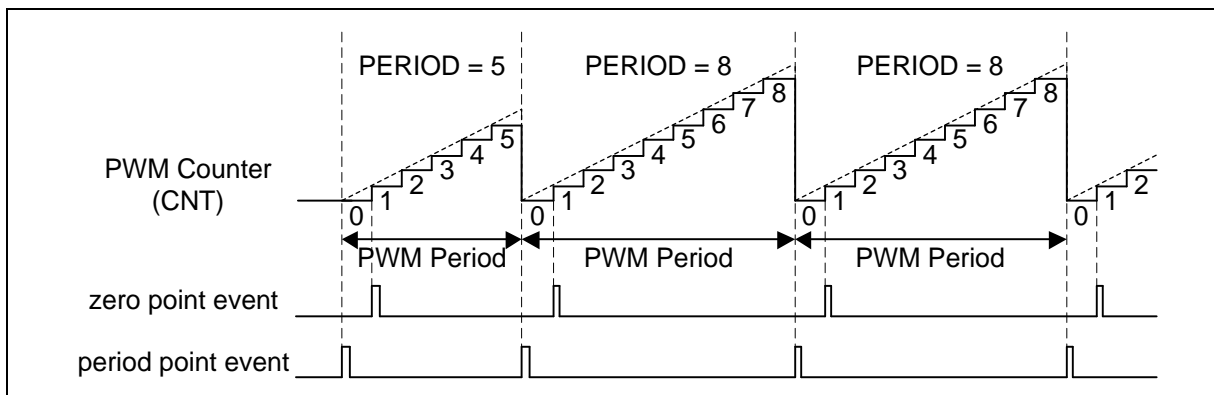 PERIOD = 5 PERIOD = 8 PERIOD = 8
PWM Counter
(CNT)
0 1 2 3 4 5 0 1 2 3 4 5 6 7 8 0 1 2 3 4 5 6 7 8 0 1 2
PWM Period PWM Period PWM Period
zero point event
period point event